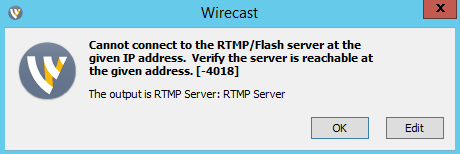 Wirecast
Cannot connect to the RTMP/Flash server at the
given IP address. Verify the server is reachable at
the given address. [-4018]
The output is RTMP Server: RTMP Server
OK
Edit